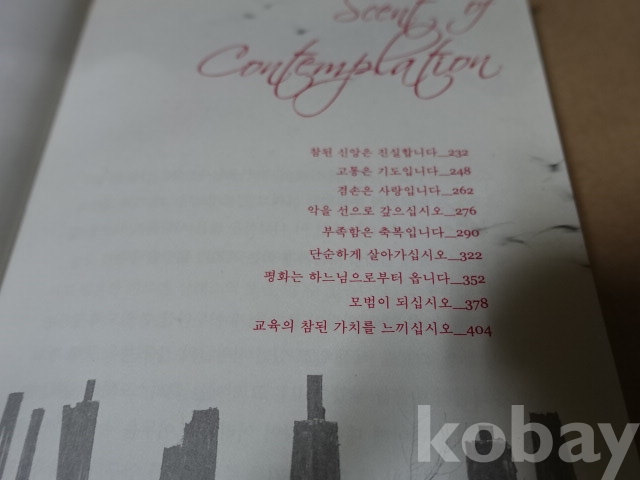 Scent of
Contemplation
참된 신앙은 진실합니다_232
고통은 기도입니다_248
겸손은 사랑입니다_262
악을 선으로 갚으십시오_276
부족함은 축복입니다_290
단순하게 살아가십시오_322
평화는 하느님으로부터 옵니다_352
모범이 되십시오_378
교육의 참된 가치를 느끼십시오_404
kobay